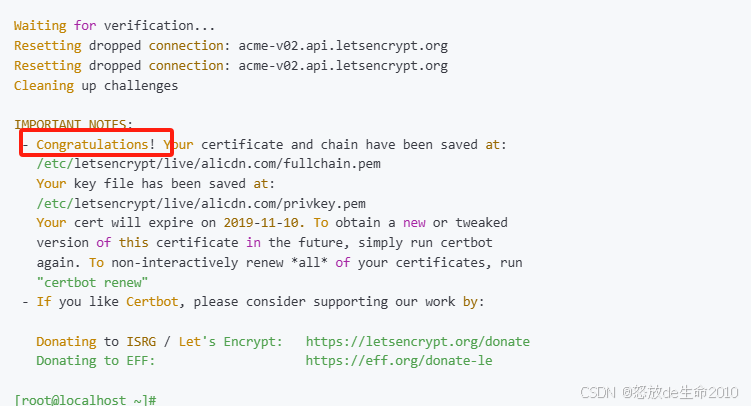 Waiting for verification...
Resetting dropped connection: acme-v02.api.letsencrypt.org
Resetting dropped connection: acme-v02.api.letsencrypt.org
Cleaning up challenges
IMPORTANT NOTES:
- Congratulations! Your certificate and chain have been saved at:
/etc/letsencrypt/live/alicdn.com/fullchain.pem
Your key file has been saved at:
/etc/letsencrypt/live/alicdn.com/privkey.pem
Your cert will expire on 2019-11-10. To obtain a new or tweaked
version of this certificate in the future, simply run certbot
again. To non-interactively renew *all* of your certificates, run
"certbot renew"
- If you like Certbot, please consider supporting our work by:
Donating to ISRG / Let's Encrypt: https://letsencrypt.org/donate
Donating to EFF: https://eff.org/donate-le
[root@localhost ~]#
CSDN @怒放de生命2010